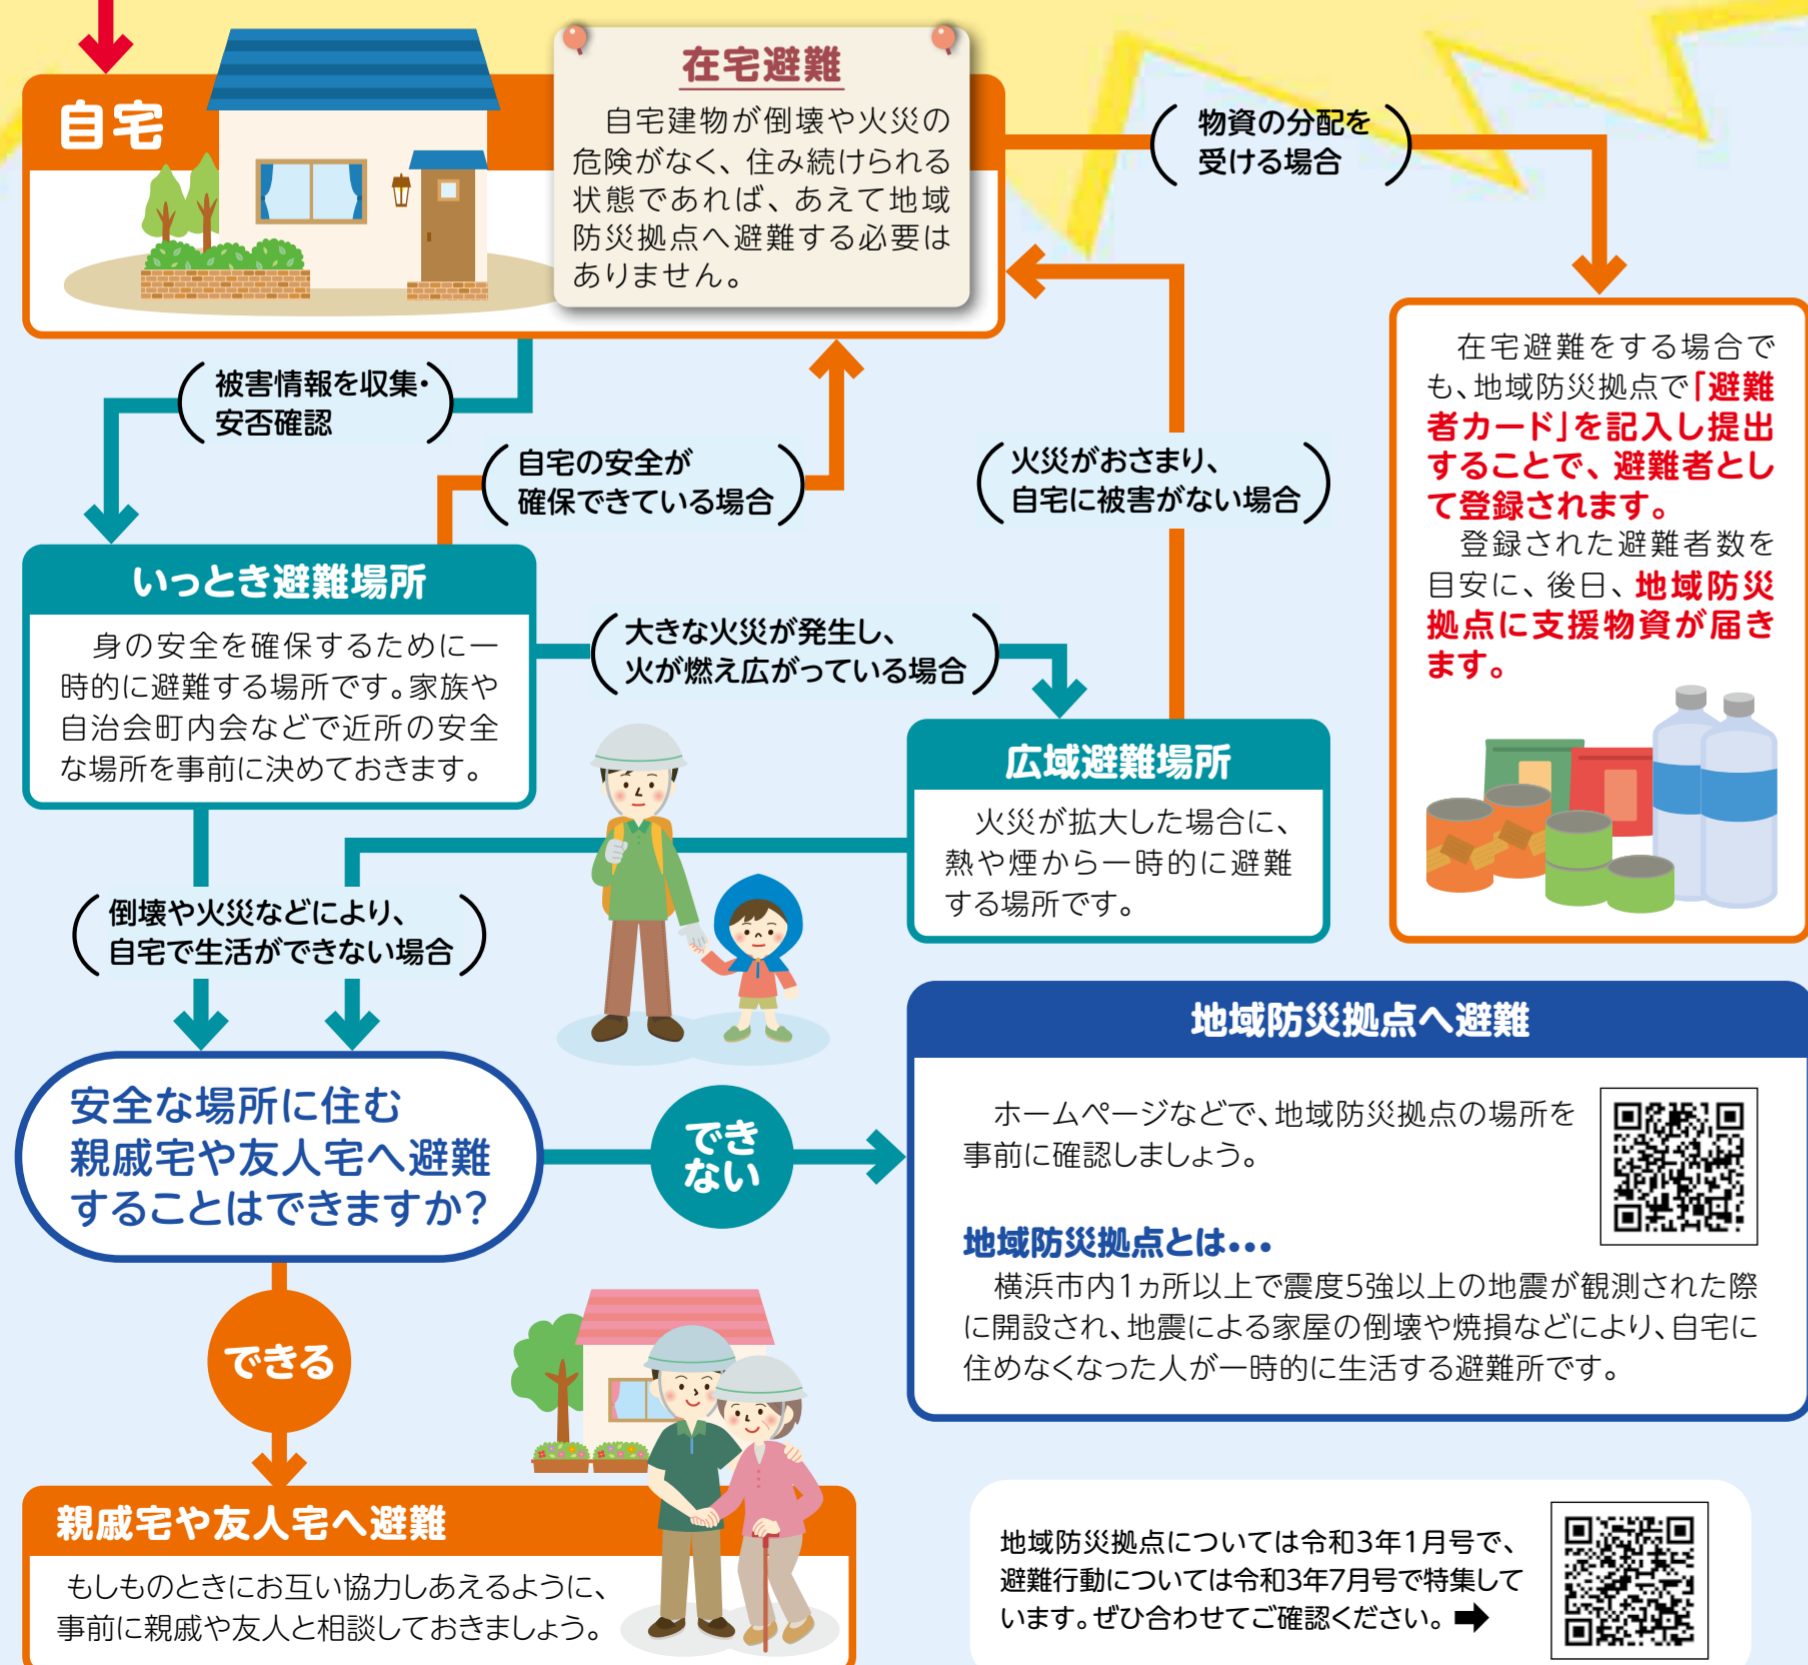 自宅
在宅避難
自宅建物が倒壊や火災の
危険がなく、住み続けられる
状態であれば、あえて地域
防災拠点へ避難する必要は
ありません。
物資の分配を
受ける場合
在宅避難をする場合で
も、地域防災拠点で「避難
者カード」を記入し提出
することで、避難者とし
て登録されます。
登録された避難者数を
目安に、後日、地域防災
拠点に支援物資が届き
ます。
被害情報を収集・
安否確認
自宅の安全が
確保できている場合
火災がおさまり、
自宅に被害がない場合
いっとき避難場所
身の安全を確保するために一
時的に避難する場所です。家族や
自治会町内会などで近所の安全
な場所を事前に決めておきます。
大きな火災が発生し、
火が燃え広がっている場合
広域避難場所
火災が拡大した場合に、
熱や煙から一時的に避難
する場所です。
倒壊や火災などにより、
自宅で生活ができない場合
安全な場所に住む
親戚宅や友人宅へ避難
することはできますか?
でき
ない
地域防災拠点へ避難
ホームページなどで、地域防災拠点の場所を
事前に確認しましょう。
地域防災拠点とは・・・
横浜市内1ヵ所以上で震度5強以上の地震が観測された際
に開設され、地震による家屋の倒壊や焼損などにより、自宅に
住めなくなった人が一時的に生活する避難所です。
できる
親戚宅や友人宅へ避難
もしものときにお互い協力しあえるように、
事前に親戚や友人と相談しておきましょう。
地域防災拠点については令和3年1月号で、
避難行動については令和3年7月号で特集して
います。ぜひ合わせてご確認ください。➡